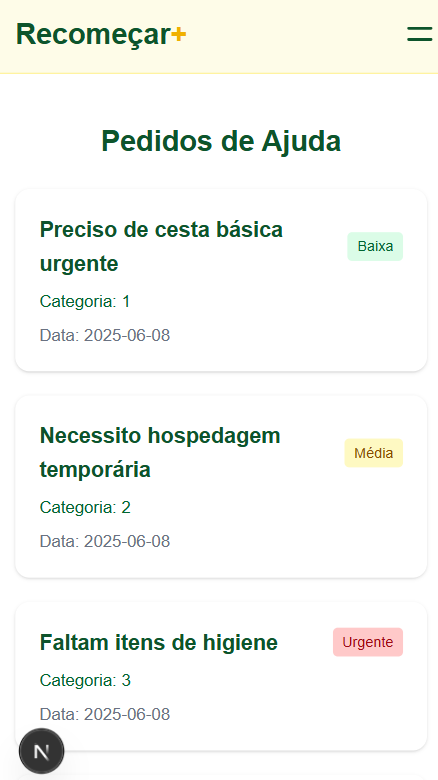 Recomeçar+
Pedidos de Ajuda
Preciso de cesta básica
urgente
Baixa
Categoria: 1
Data: 2025-06-08
Necessito hospedagem
temporária
Média
Categoria: 2
Data: 2025-06-08
Faltam itens de higiene
Urgente
Categoria: 3
Data: 2025-06-08
N